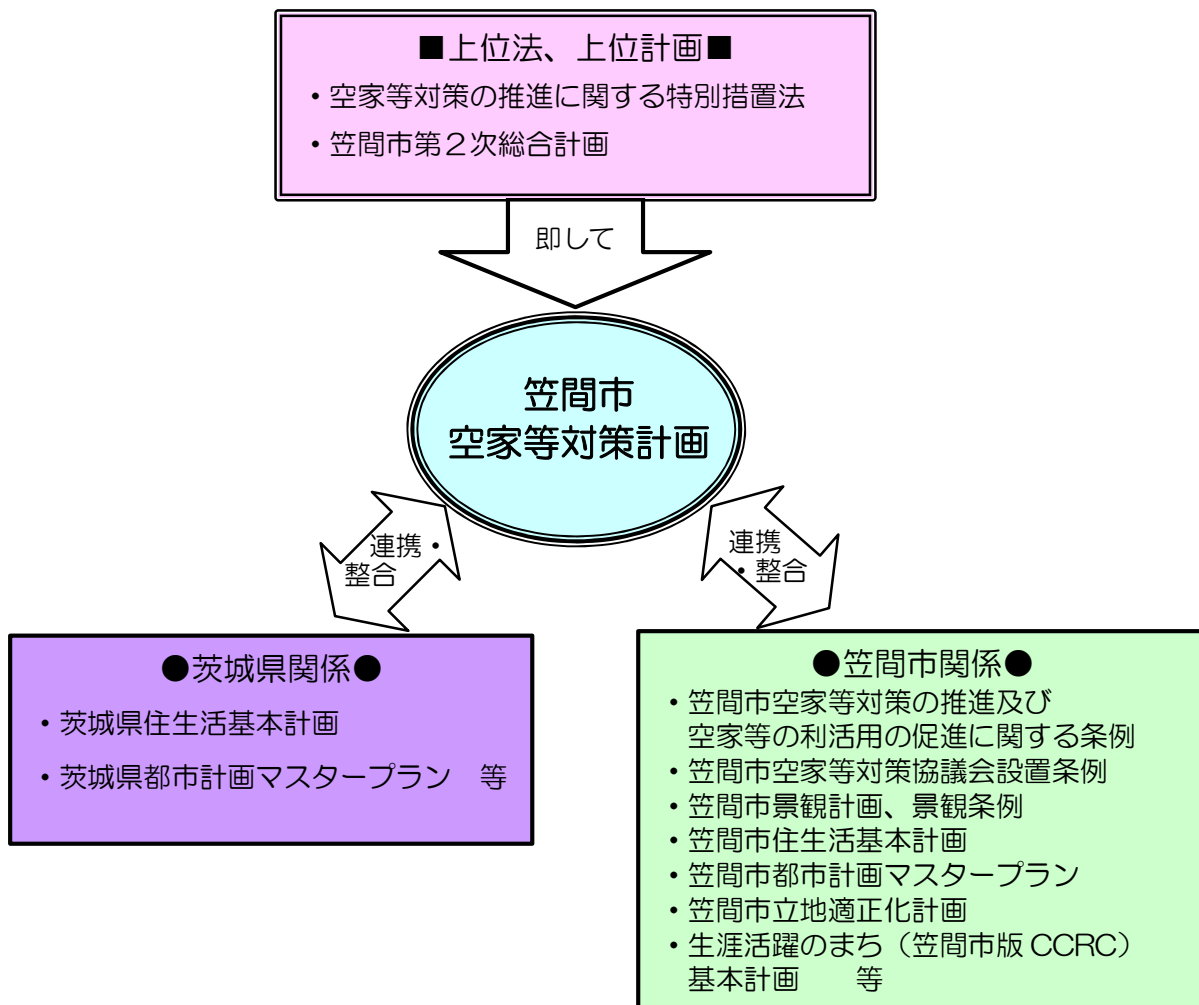 ■上位法、上位計画■
・空家等対策の推進に関する特別措置法
・笠間市第２次総合計画
即して
笠間市
空家等対策計画
連携・
整合
連携
・整合
●茨城県関係●
・茨城県住生活基本計画
・茨城県都市計画マスタープラン　等
●笠間市関係●
・笠間市空家等対策の推進及び
空家等の利活用の促進に関する条例
・笠間市空家等対策協議会設置条例
・笠間市景観計画、景観条例
・笠間市住生活基本計画
・笠間市都市計画マスタープラン
・笠間市立地適正化計画
・生涯活躍のまち（笠間市版 CCRC）
基本計画　　等